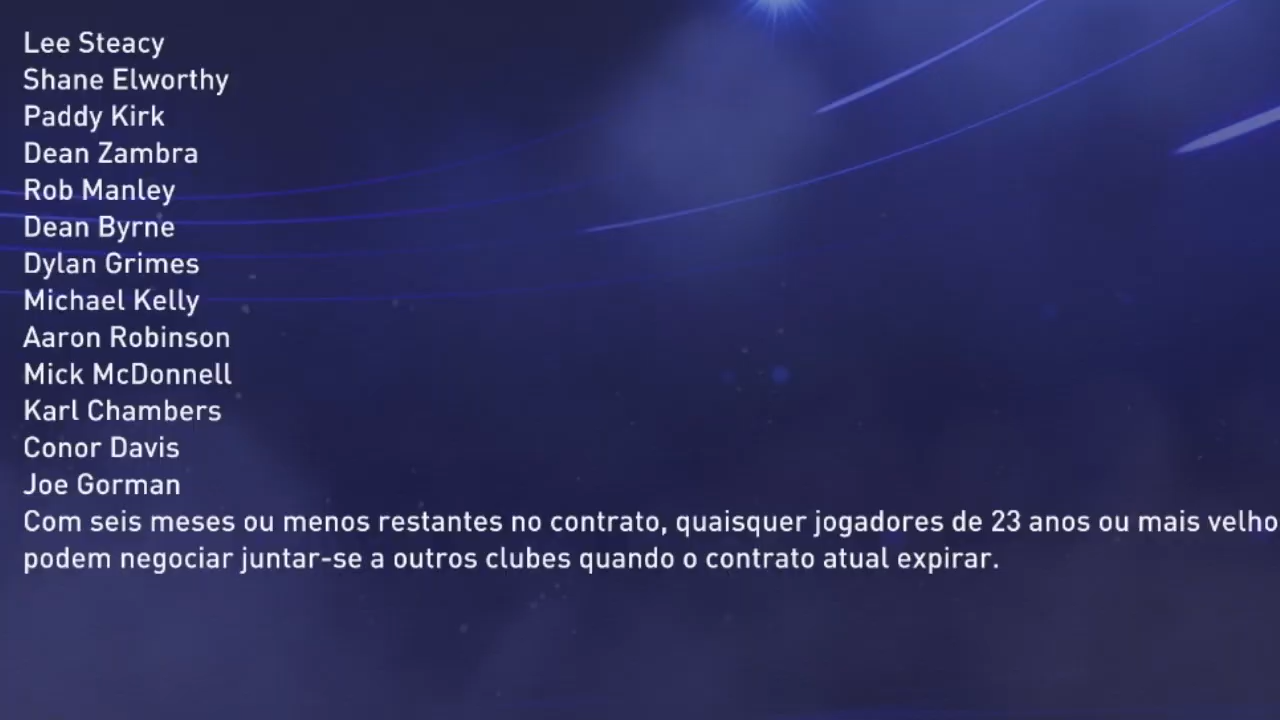 Lee Steacy
Shane Elworthy
Paddy Kirk
Dean Zambra
Rob Manley
Dean Byrne
Dylan Grimes
Michael Kelly
Aaron Robinson
Mick McDonnell
Karl Chambers
Conor Davis
Joe Gorman
Com seis meses ou menos restantes no contrato, quaisquer jogadores de 23 anos ou mais velho
podem negociar juntar-se a outros clubes quando o contrato atual expirar.